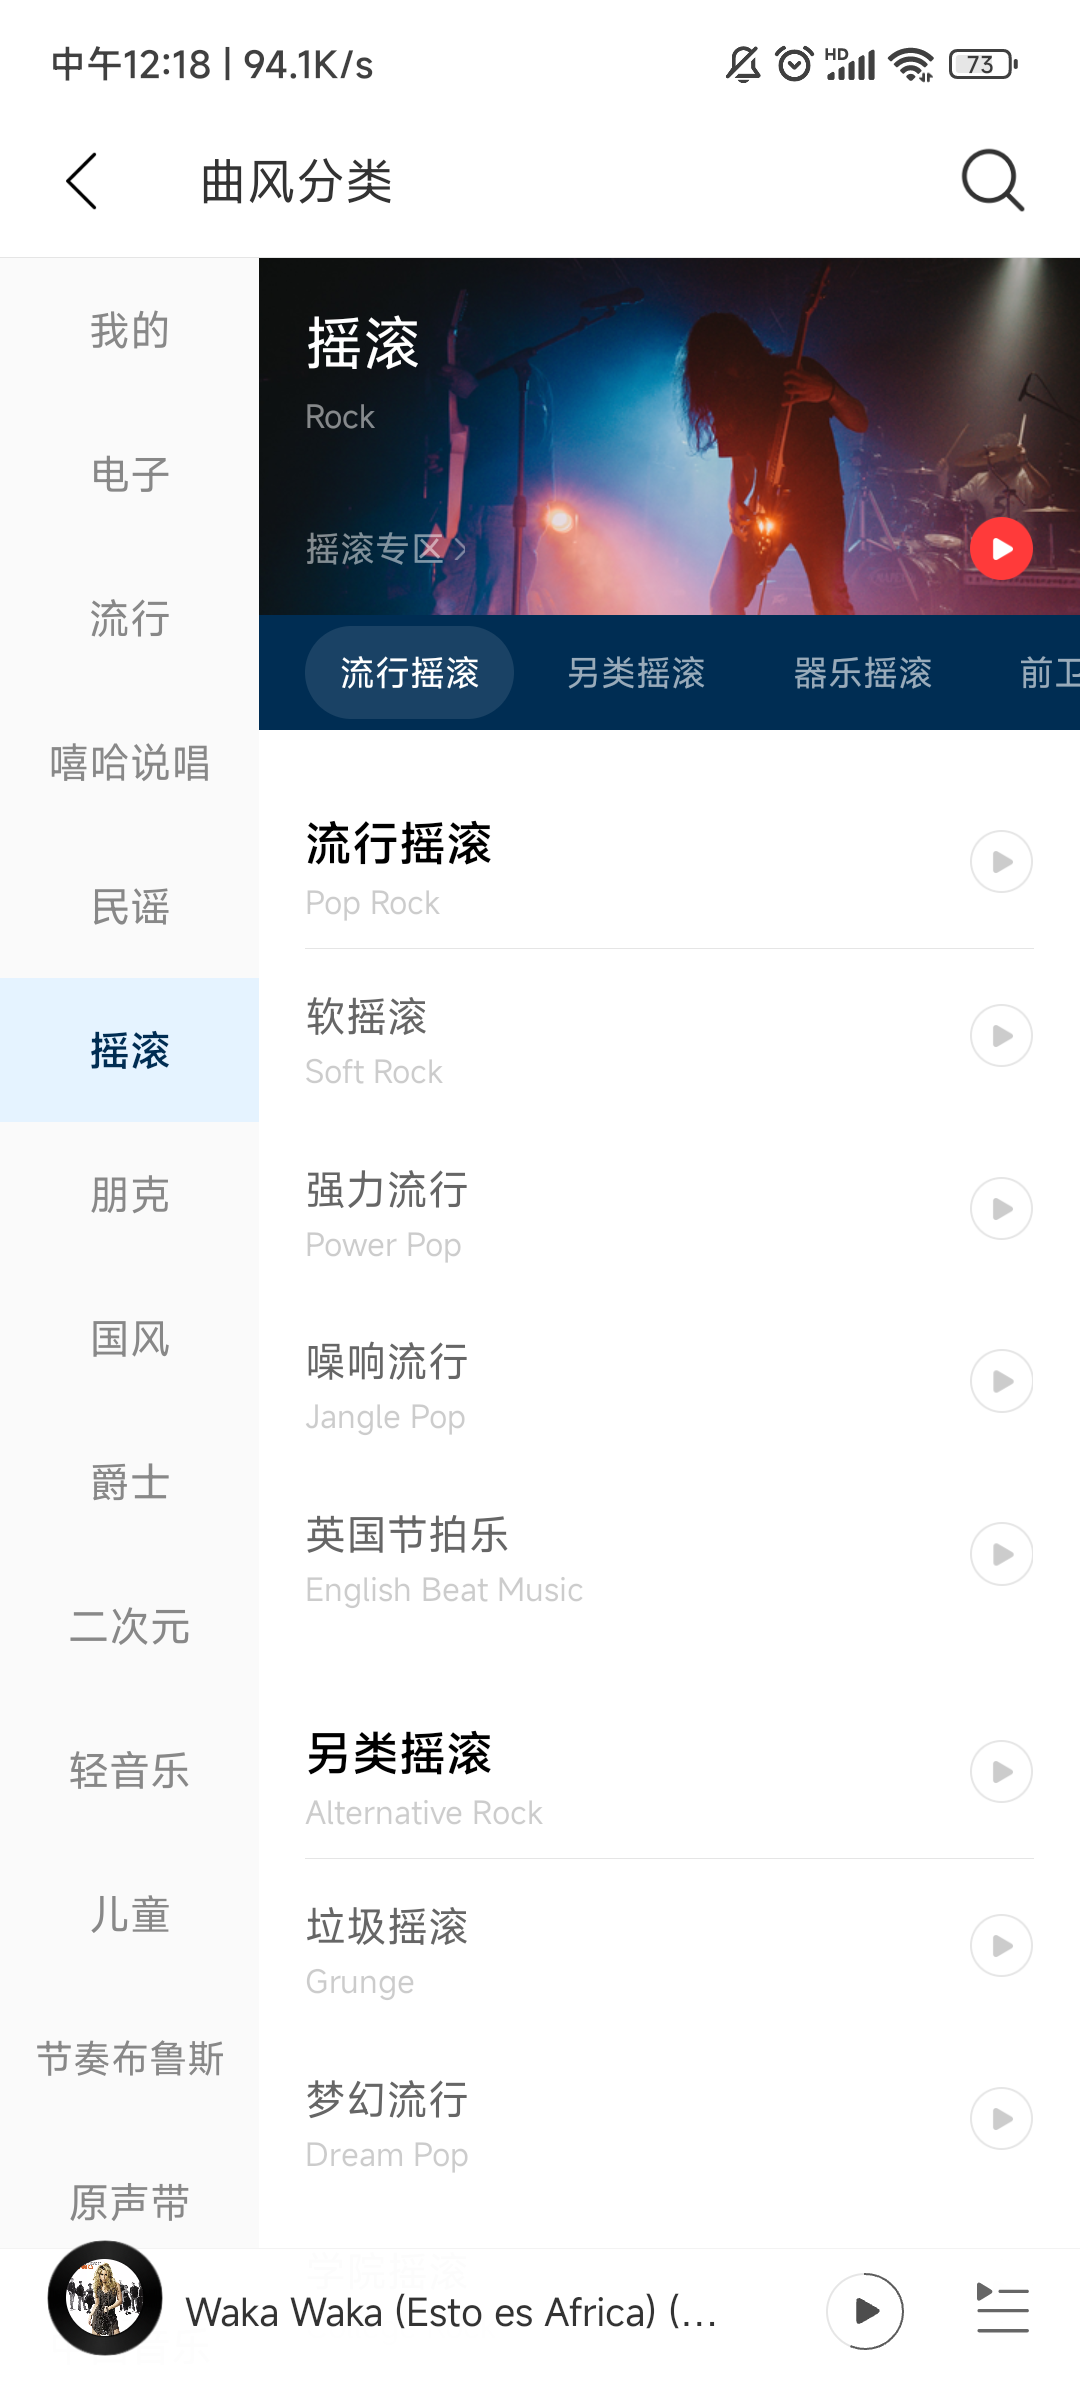 中午12:18 | 94.1K/s
HD
73
曲风分类
我的
电子
流行
嘻哈说唱
民谣
摇滚
朋克
国风
爵士
二次元
轻音乐
儿童
节奏布鲁斯
原声带
摇滚
Rock
摇滚专区
流行摇滚 另类摇滚 器乐摇滚 前卫
流行摇滚
Pop Rock
软摇滚
Soft Rock
强力流行
Power Pop
噪响流行
Jangle Pop
英国节拍乐
English Beat Music
另类摇滚
Alternative Rock
垃圾摇滚
Grunge
梦幻流行
Dream Pop
学院摇滚
Waka Waka (Esto es Africa) (...